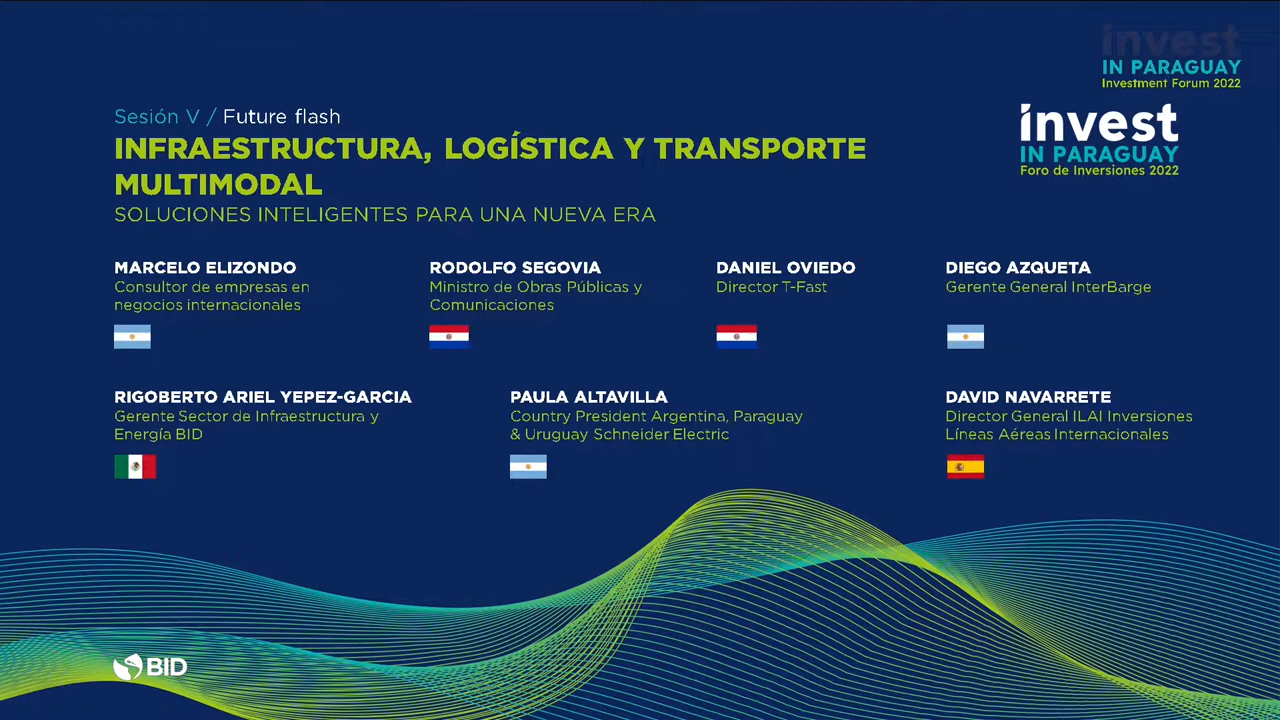 invest
IN PARAGUAY
Investment Forum 2022
Sesión V / Future flash
INFRAESTRUCTURA, LOGÍSTICA Y TRANSPORTE
MULTIMODAL
SOLUCIONES INTELIGENTES PARA UNA NUEVA ERA
invest
IN PARAGUAY
Foro de Inversiones 2022
MARCELO ELIZONDO
Consultor de empresas en
negocios internacionales
RODOLFO SEGOVIA
Ministro de Obras Públicas y
Comunicaciones
DANIEL OVIEDO
Director T-Fast
DIEGO AZQUETA
Gerente General InterBarge
RIGOBERTO ARIEL YEPEZ-GARCIA
Gerente Sector de Infraestructura y
Energía BID
PAULA ALTAVILLA
Country President Argentina, Paraguay
& Uruguay Schneider Electric
DAVID NAVARRETE
Director General ILAI Inversiones
Líneas Aéreas Internacionales
BID